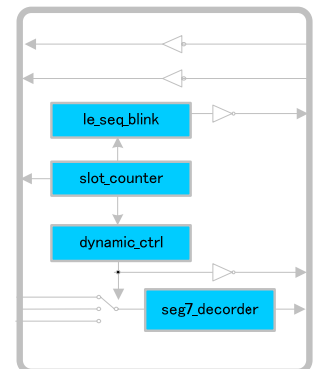 le_seq_blink
slot_counter
dynamic_ctrl
seg7_decorder